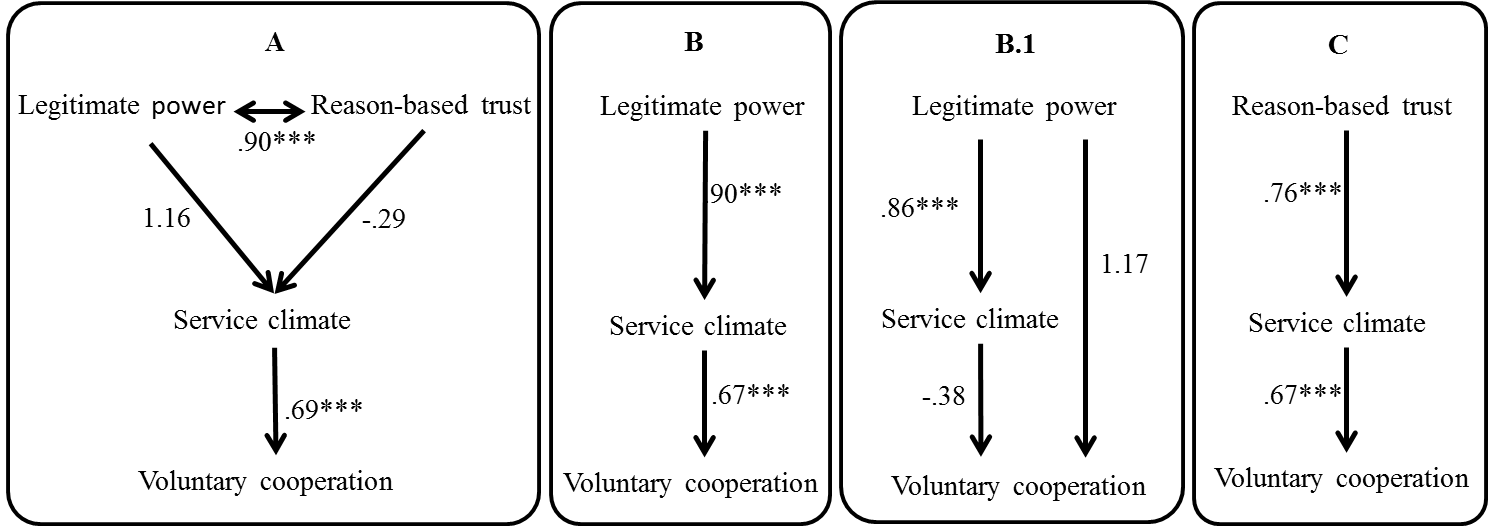 A
Legitimate power
Reason-based trust
.90***
1.16
-.29
Service climate
.69***
Voluntary cooperation
B
Legitimate power
.90***
Service climate
.67***
Voluntary cooperation
B.1
Legitimate power
.86***
1.17
Service climate
-.38
Voluntary cooperation
C
Reason-based trust
.76***
Service climate
.67***
Voluntary cooperation